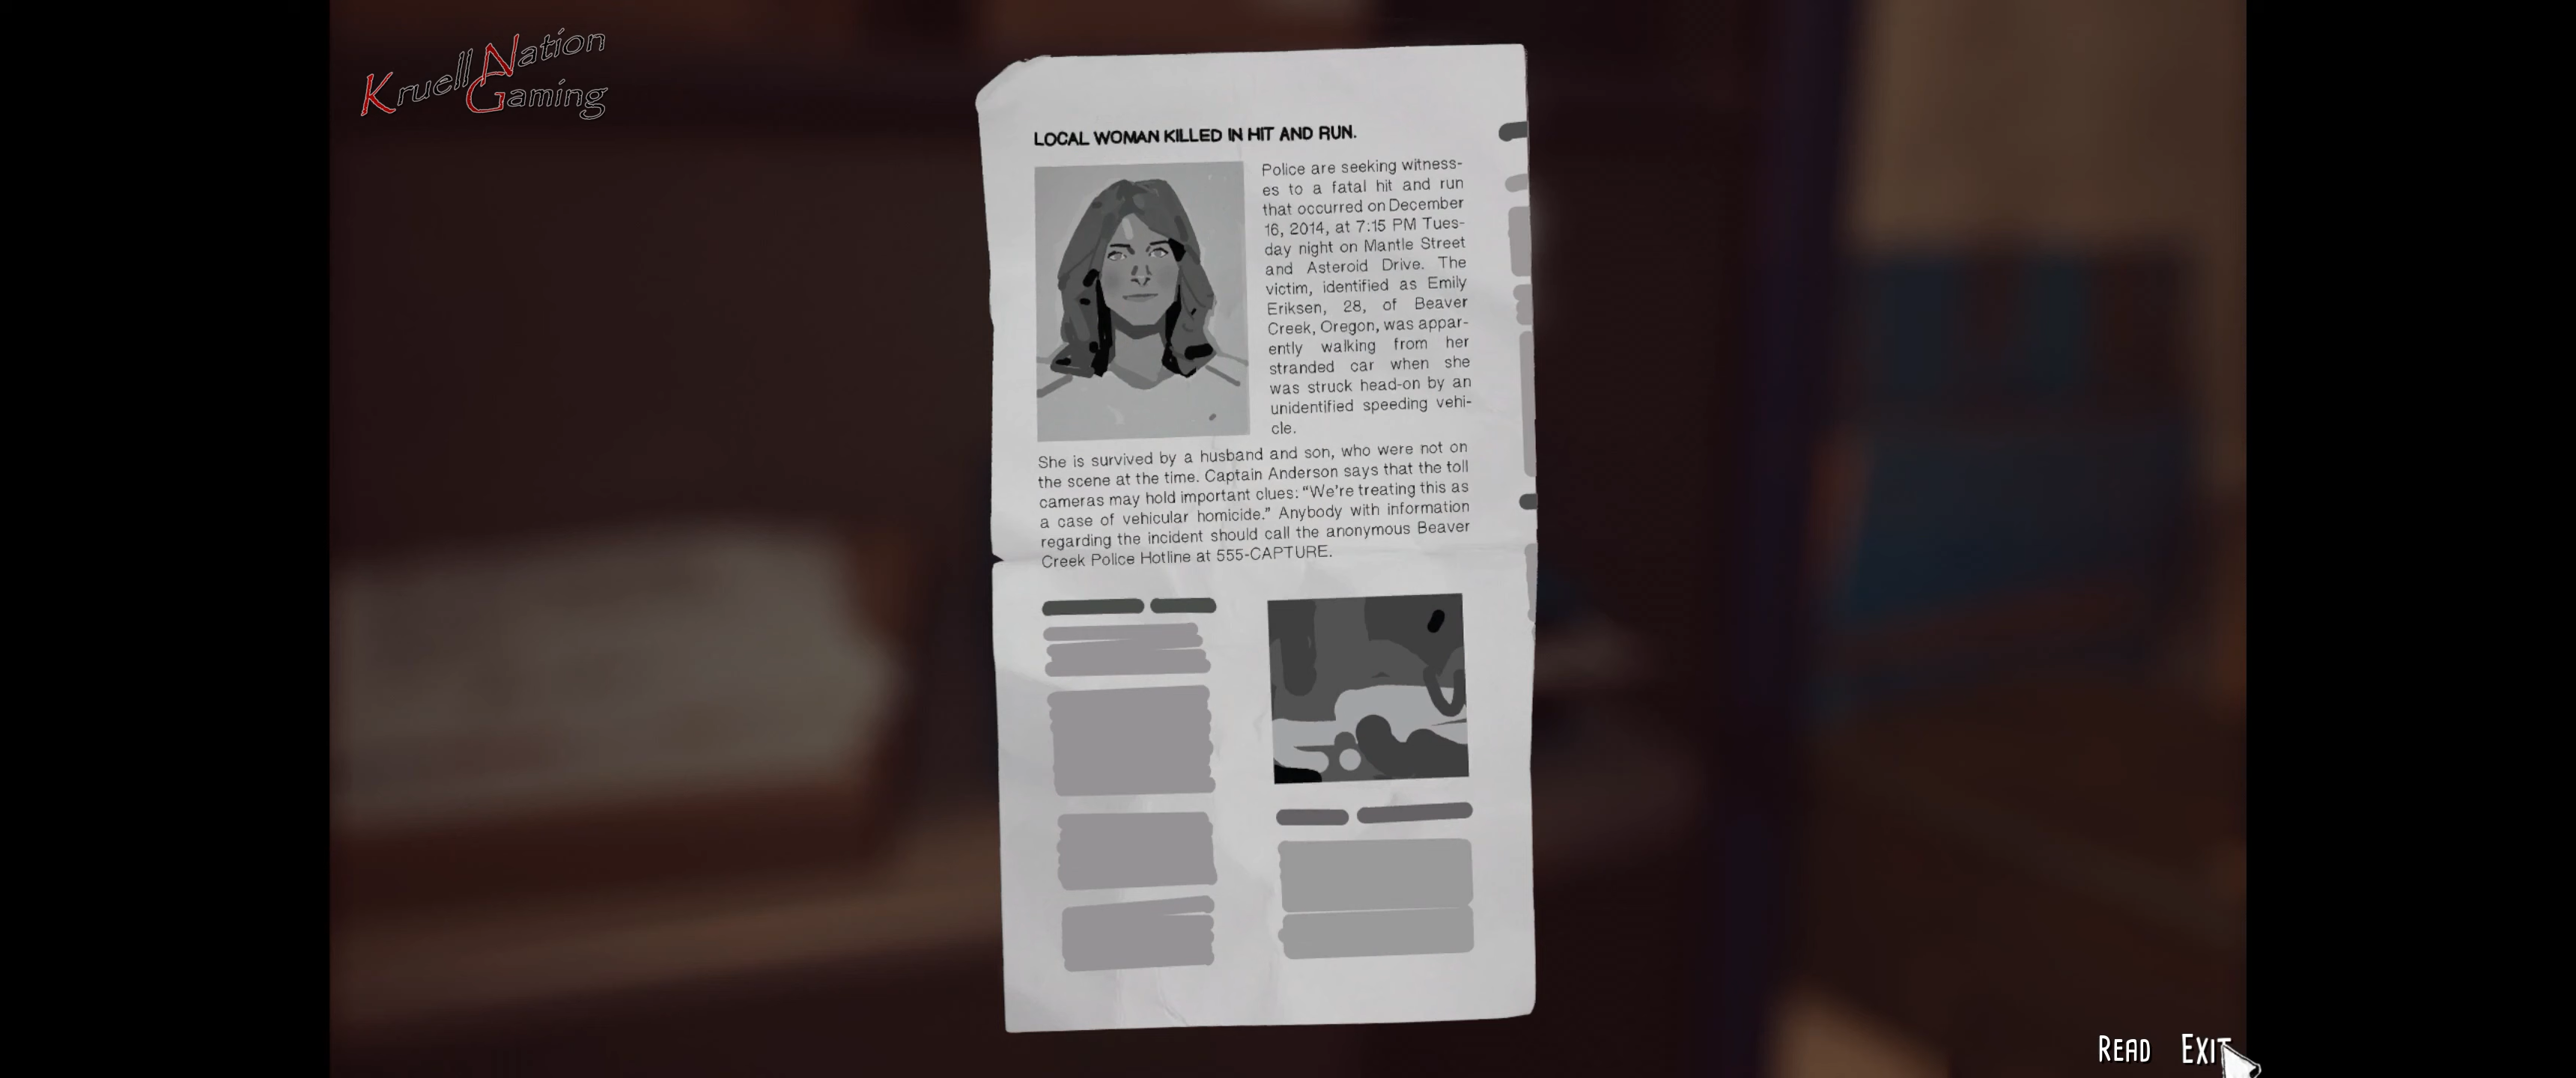 Kruell Nation
Gaming
LOCAL WOMAN KILLED IN HIT AND RUN.
Police are seeking witness-
es to a fatal hit and run
that occurred on December
16, 2014, at 7:15 PM Tues-
day night on Mantle Street
and Asteroid Drive. The
victim, identified as Emily
Eriksen, 28, of Beaver
Creek, Oregon, was appar-
ently walking from her
stranded car when she
was struck head-on by an
unidentified speeding vehi-
cle.
She is survived by a husband and son, who were not on
the scene at the time. Captain Anderson says that the toll
cameras may hold important clues: “We're treating this as
a case of vehicular homicide.” Anybody with information
regarding the incident should call the anonymous Beaver
Creek Police Hotline at 555-CAPTURE.
READ EXIT